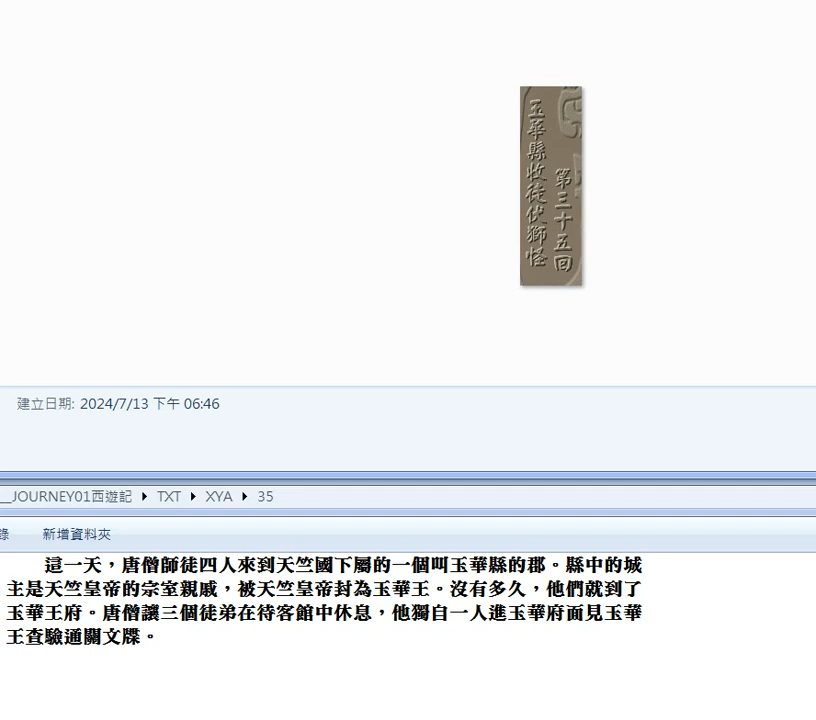 第三十五回
玉華縣收徒伏獅怪
建立日期: 2024/7/13 下午 06:46
__JOURNEY01西遊記 ▸ TXT ▸ XYA ▸ 35
錄 新增資料夾
這一天，唐僧師徒四人來到天竺國下屬的一個叫玉華縣的郡。縣中的城
主是天竺皇帝的宗室親戚，被天竺皇帝封為玉華王。沒有多久，他們就到了
玉華王府。唐僧讓三個徒弟在待客館中休息，他獨自一人進玉華府面見玉華
王查驗通關文牒。